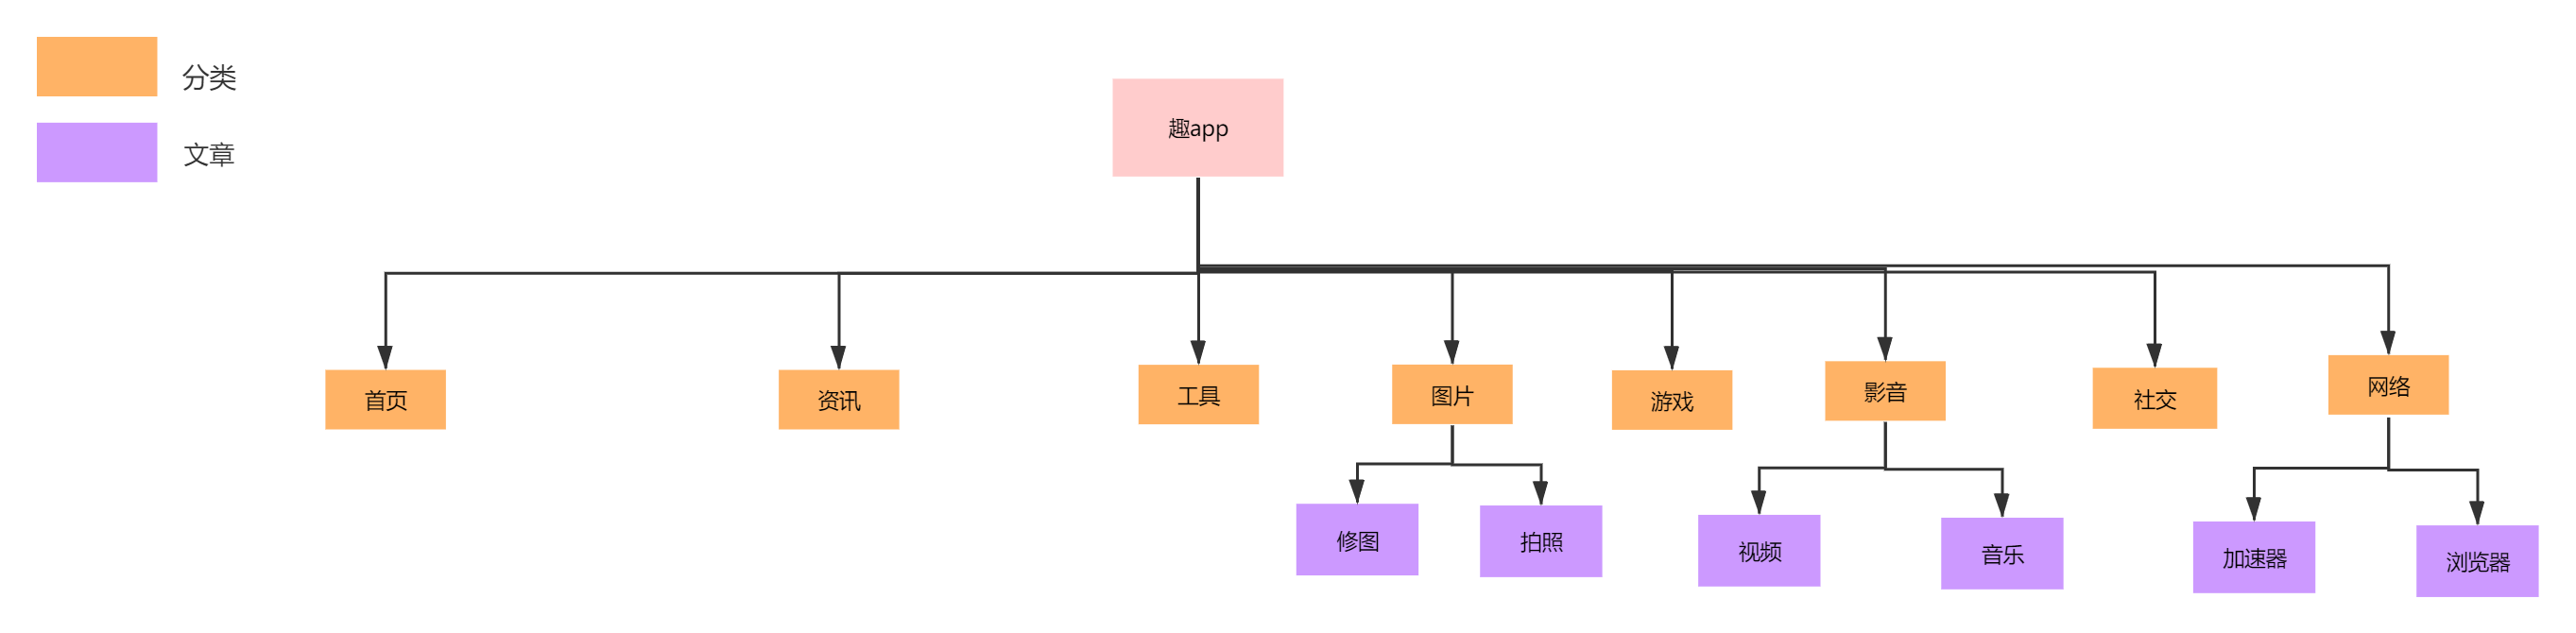 分类
文章
趣app
首页
资讯
工具
图片
游戏
影音
社交
网络
修图
拍照
视频
音乐
加速器
浏览器